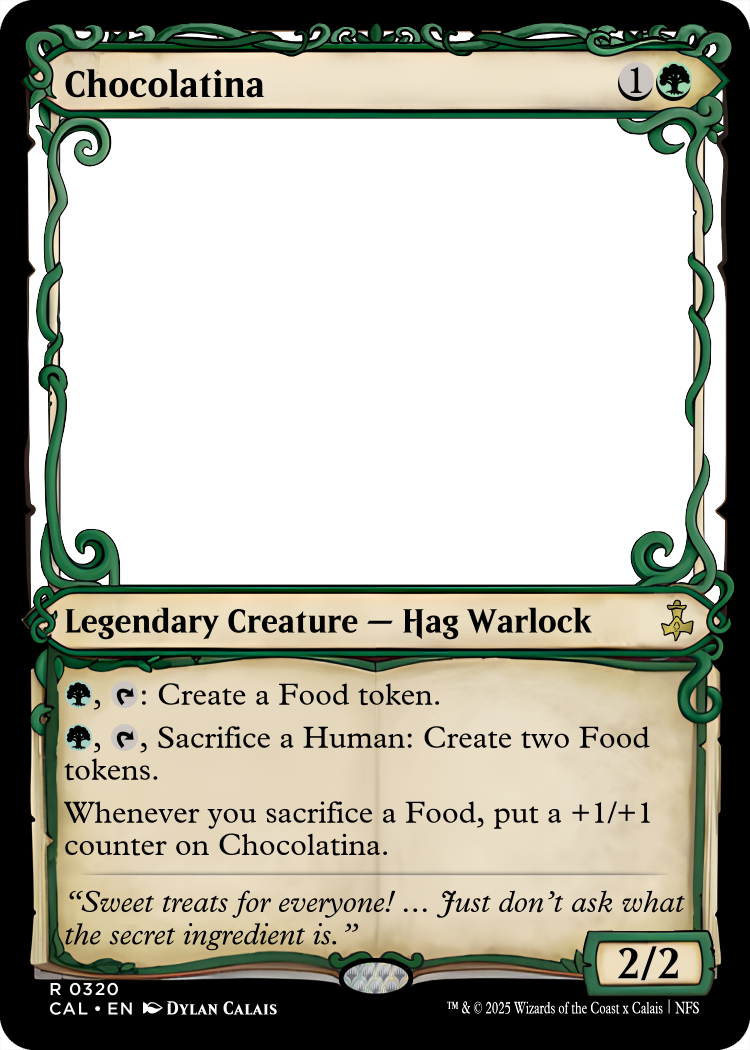 Chocolatina 1
Legendary Creature — Hag Warlock
, : Create a Food token.
, , Sacrifice a Human: Create two Food
tokens.
Whenever you sacrifice a Food, put a +1/+1
counter on Chocolatina.
“Sweet treats for everyone! … Just don’t ask what
the secret ingredient is.”
2/2
R 0320
CAL • EN DYLAN CALAIS
™ & © 2025 Wizards of the Coast x Calais | NFS